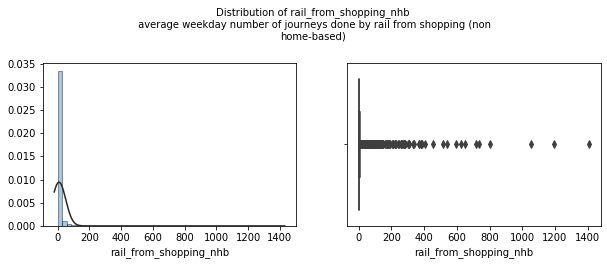 Distribution of rail_from_shopping_nhb
average weekday number of journeys done by rail from shopping (non
home-based)
0.035
0.030
0.025
0.020
0.015
0.010
0.005
0.000
0 200 400 600 800 1000 1200 1400
rail_from_shopping_nhb
0 200 400 600 800 1000 1200 1400
rail_from_shopping_nhb